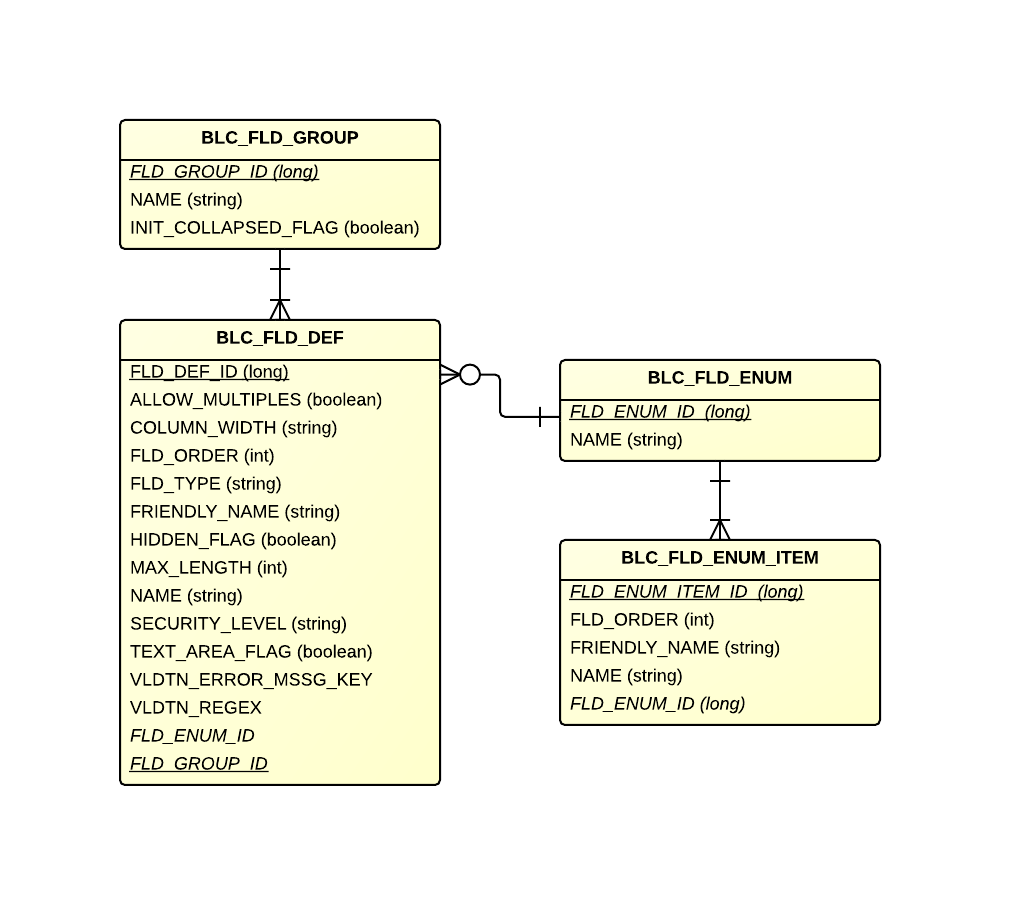 BLC_FLD_GROUP
FLD_GROUP_ID (long)
NAME (string)
INIT_COLLAPSED_FLAG (boolean)
BLC_FLD_DEF
FLD_DEF_ID (long)
ALLOW_MULTIPLES (boolean)
COLUMN_WIDTH (string)
FLD_ORDER (int)
FLD_TYPE (string)
FRIENDLY_NAME (string)
HIDDEN_FLAG (boolean)
MAX_LENGTH (int)
NAME (string)
SECURITY_LEVEL (string)
TEXT_AREA_FLAG (boolean)
VLDTN_ERROR_MSSG_KEY
VLDTN_REGEX
FLD_ENUM_ID
FLD_GROUP_ID
BLC_FLD_ENUM
FLD_ENUM_ID (long)
NAME (string)
BLC_FLD_ENUM_ITEM
FLD_ENUM_ITEM_ID (long)
FLD_ORDER (int)
FRIENDLY_NAME (string)
NAME (string)
FLD_ENUM_ID (long)